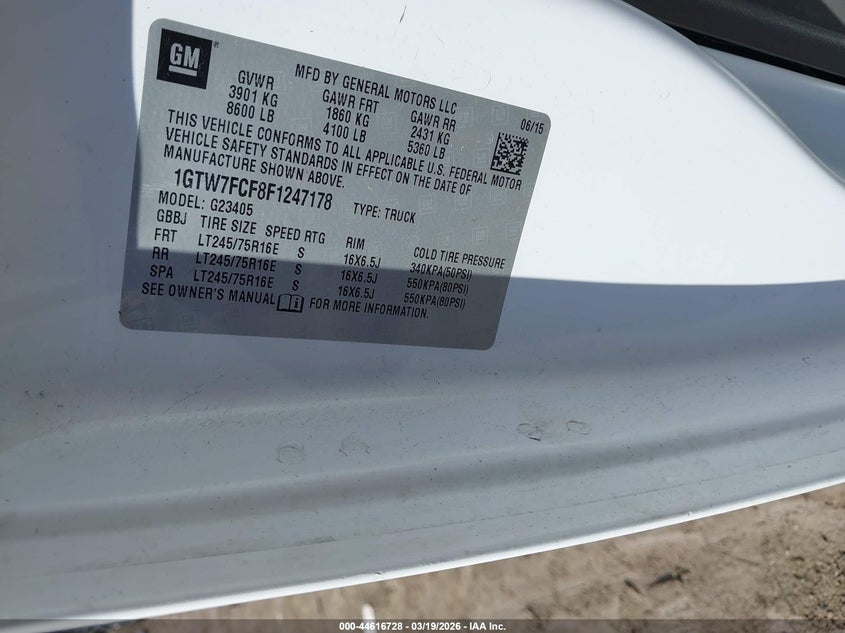 GM
MFD BY GENERAL MOTORS LLC
GVWR GAWR FRT GAWR RR
3901 KG 1860 KG 2431 KG
8600 LB 4100 LB 5360 LB
06/15
THIS VEHICLE CONFORMS TO ALL APPLICABLE U.S. FEDERAL MOTOR
VEHICLE SAFETY STANDARDS IN EFFECT ON THE DATE OF
MANUFACTURE SHOWN ABOVE.
1GTW7FCF8F1247178
MODEL: G23405 TYPE: TRUCK
GBBJ TIRE SIZE SPEED RTG RIM COLD TIRE PRESSURE
FRT LT245/75R16E S 16X6.5J 340KPA(50PSI)
RR LT245/75R16E S 16X6.5J 550KPA(80PSI)
SPA LT245/75R16E S 16X6.5J 550KPA(80PSI)
SEE OWNER'S MANUAL FOR MORE INFORMATION.
000-44616728 - 03/19/2026 - IAA Inc.